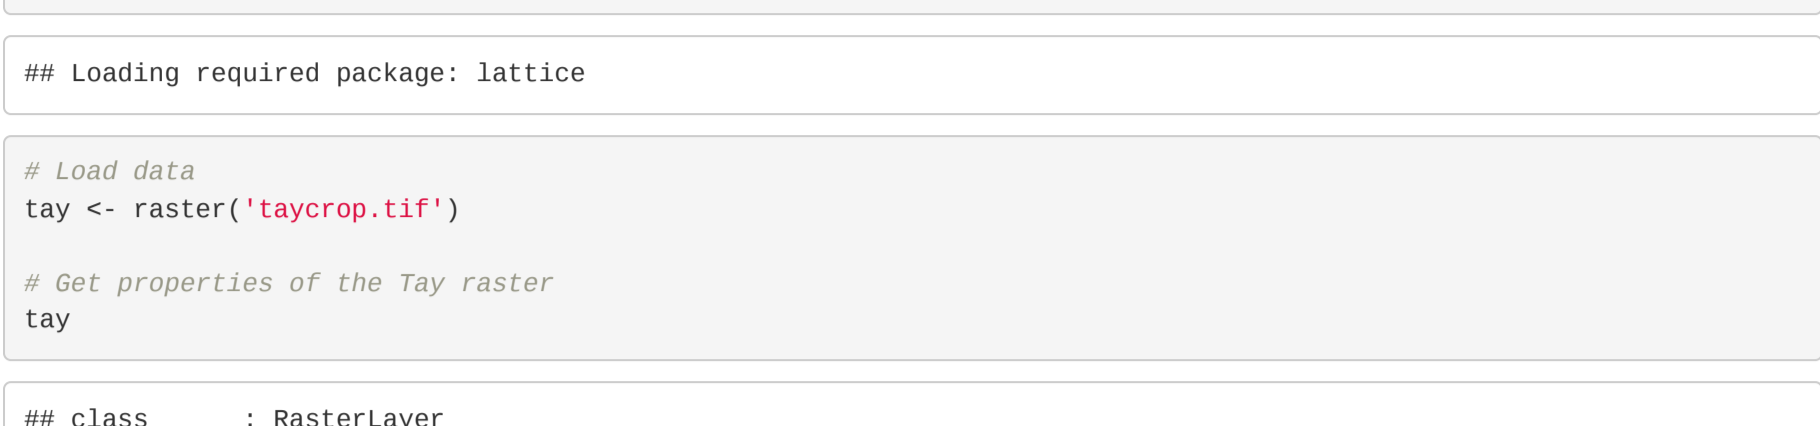 ## Loading required package: lattice
# Load data
tay <- raster('taycrop.tif')
# Get properties of the Tay raster
tay
## class      : RasterLayer